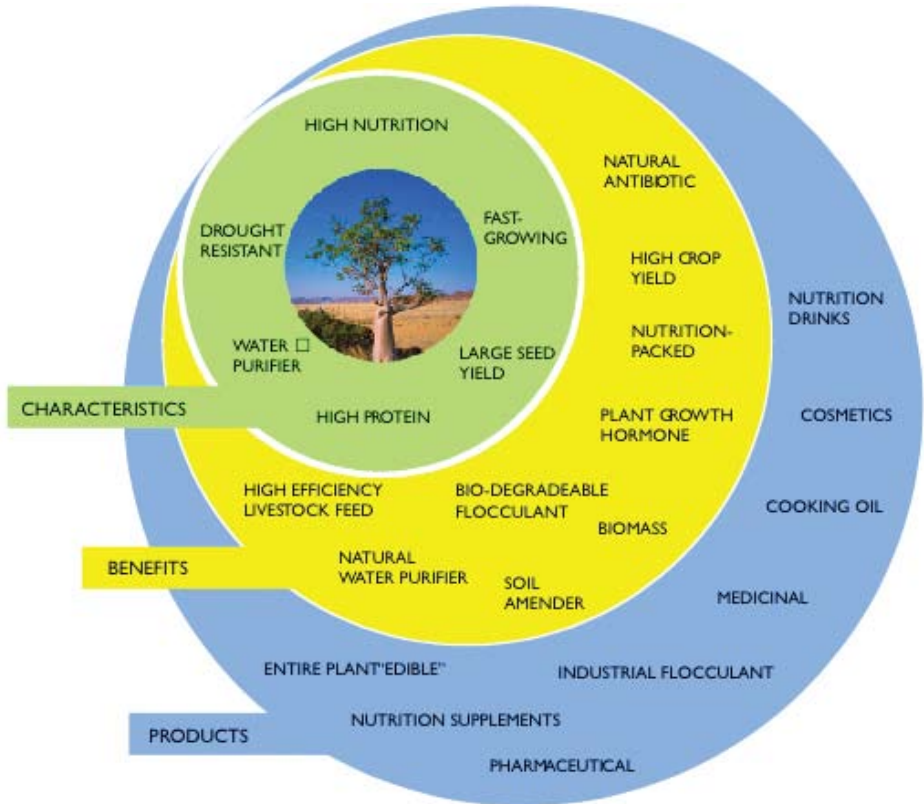 HIGH NUTRITION
DROUGHT
RESISTANT
FAST-
GROWING
WATER □
PURIFIER
LARGE SEED
YIELD
HIGH PROTEIN
CHARACTERISTICS
NATURAL
ANTIBIOTIC
HIGH CROP
YIELD
NUTRITION-
PACKED
PLANT GROWTH
HORMONE
HIGH EFFICIENCY
LIVESTOCK FEED
BIO-DEGRADEABLE
FLOCCULANT
BIOMASS
NATURAL
WATER PURIFIER
SOIL
AMENDER
BENEFITS
NUTRITION
DRINKS
COSMETICS
COOKING OIL
MEDICINAL
INDUSTRIAL FLOCCULANT
ENTIRE PLANT"EDIBLE"
NUTRITION SUPPLEMENTS
PHARMACEUTICAL
PRODUCTS